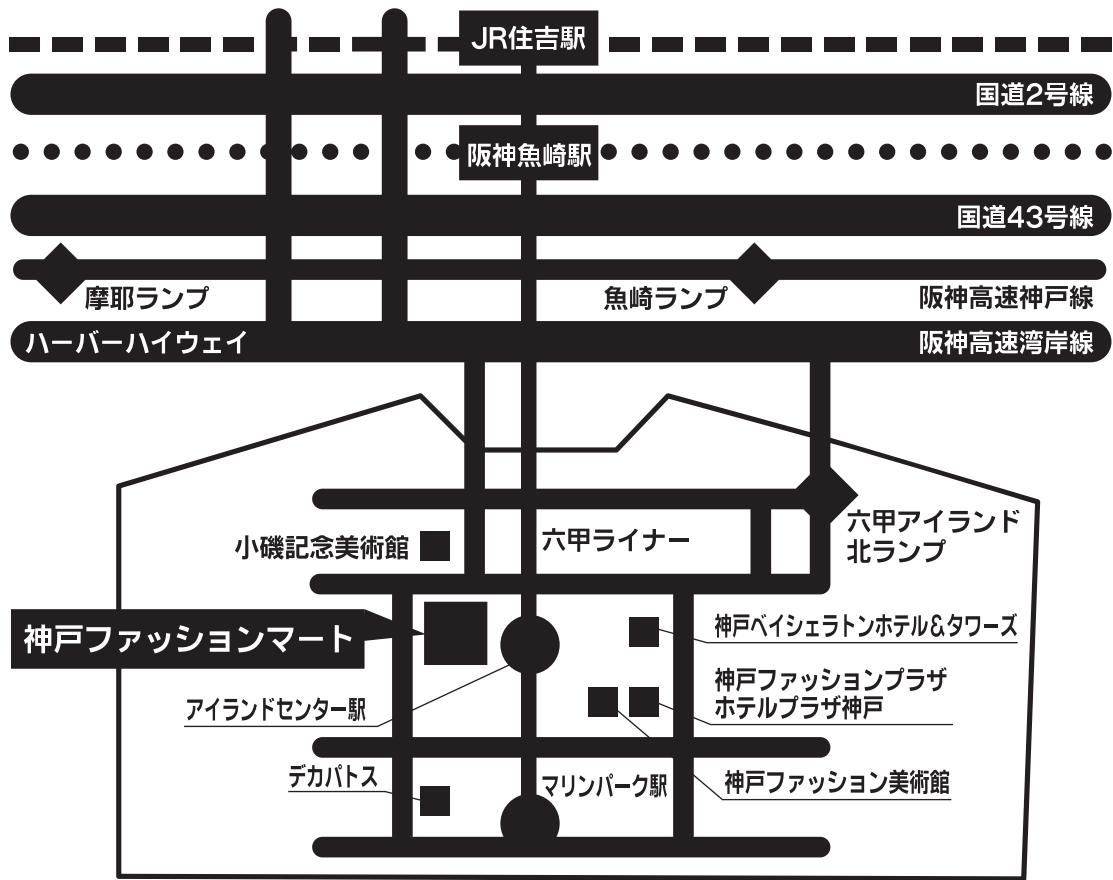 JR住吉駅
国道2号線
阪神魚崎駅
国道43号線
摩耶ランプ
魚崎ランプ
阪神高速神戸線
ハーバーハイウェイ
阪神高速湾岸線
六甲アイランド
北ランプ
小磯記念美術館
六甲ライナー
神戸ファッションマート
神戸ベイシェラトンホテル&タワーズ
神戸ファッションプラザ
ホテルプラザ神戸
アイランドセンター駅
デカパトス
マリンパーク駅
神戸ファッション美術館